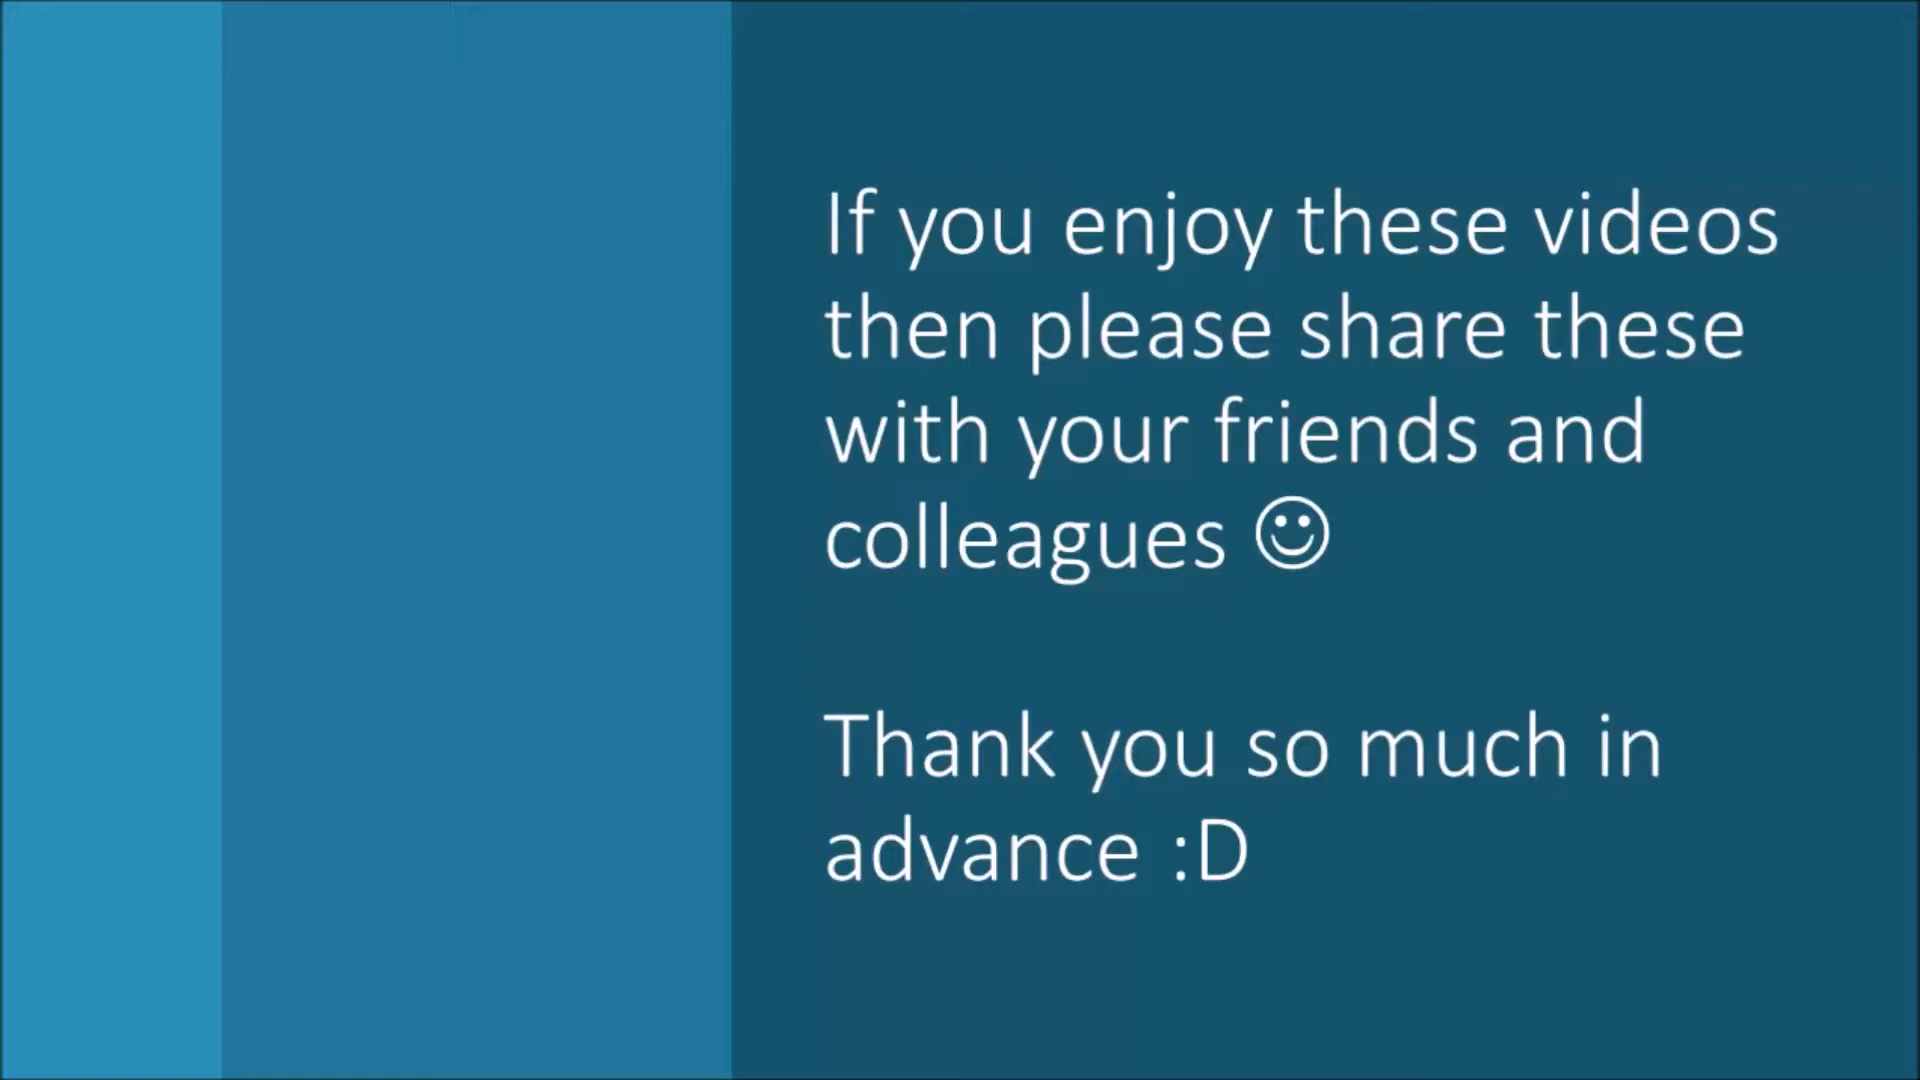 If you enjoy these videos
then please share these
with your friends and
colleagues ☺
Thank you so much in
advance :D